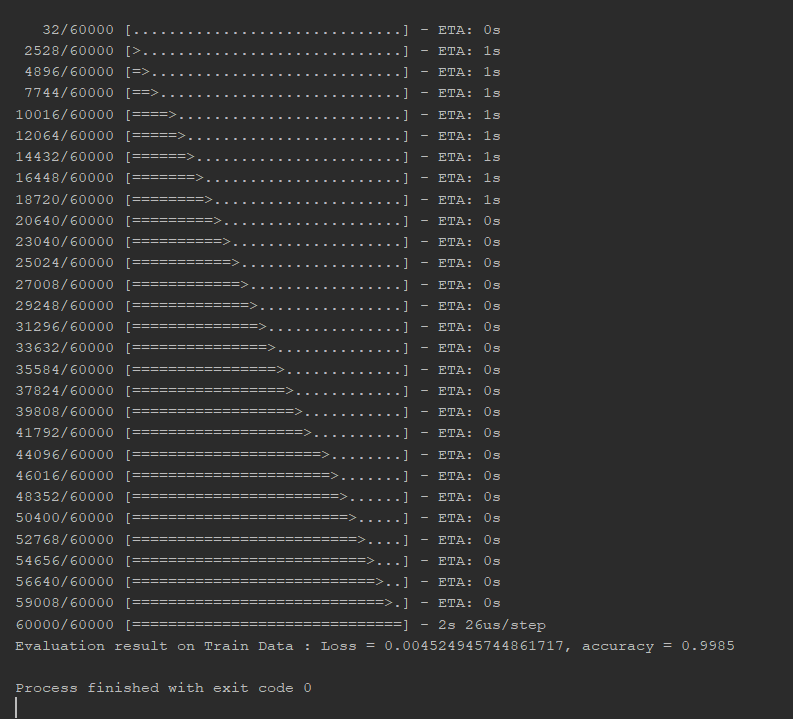 32/60000 [..............................] - ETA: 0s
2528/60000 [>.............................] - ETA: 1s
4896/60000 [=>............................] - ETA: 1s
7744/60000 [==>...........................] - ETA: 1s
10016/60000 [====>.........................] - ETA: 1s
12064/60000 [=====>........................] - ETA: 1s
14432/60000 [======>.......................] - ETA: 1s
16448/60000 [=======>......................] - ETA: 1s
18720/60000 [========>.....................] - ETA: 1s
20640/60000 [=========>....................] - ETA: 0s
23040/60000 [==========>...................] - ETA: 0s
25024/60000 [===========>..................] - ETA: 0s
27008/60000 [============>.................] - ETA: 0s
29248/60000 [=============>................] - ETA: 0s
31296/60000 [==============>...............] - ETA: 0s
33632/60000 [===============>..............] - ETA: 0s
35584/60000 [================>.............] - ETA: 0s
37824/60000 [=================>............] - ETA: 0s
39808/60000 [==================>...........] - ETA: 0s
41792/60000 [===================>..........] - ETA: 0s
44096/60000 [=====================>........] - ETA: 0s
46016/60000 [======================>.......] - ETA: 0s
48352/60000 [=======================>......] - ETA: 0s
50400/60000 [========================>.....] - ETA: 0s
52768/60000 [=========================>....] - ETA: 0s
54656/60000 [==========================>...] - ETA: 0s
56640/60000 [===========================>..] - ETA: 0s
59008/60000 [============================>.] - ETA: 0s
60000/60000 [==============================] - 2s 26us/step
Evaluation result on Train Data : Loss = 0.004524945744861717, accuracy = 0.9985
Process finished with exit code 0